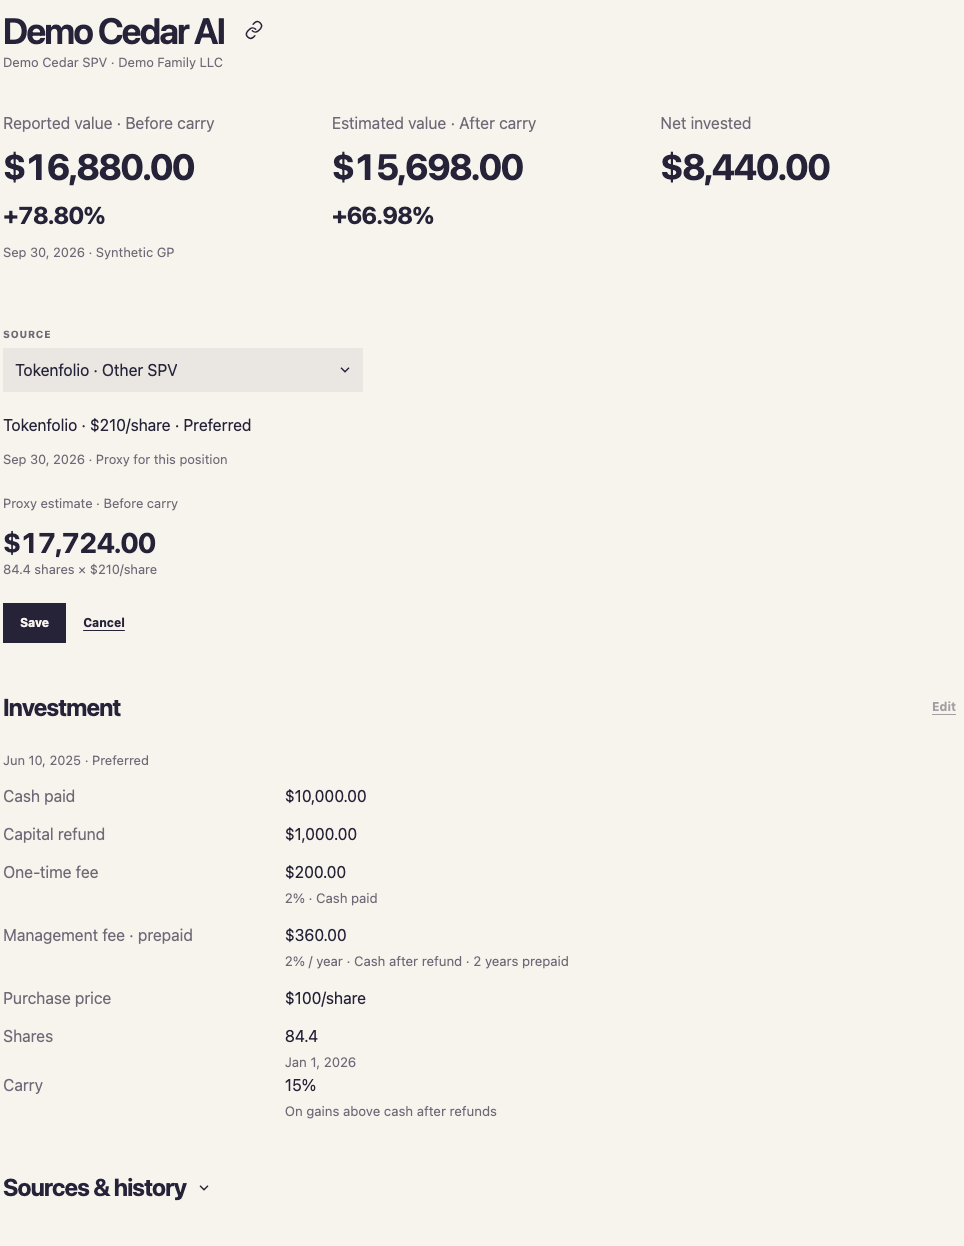 Demo Cedar AI
Demo Cedar SPV · Demo Family LLC
Reported value · Before carry
$16,880.00
+78.80%
Sep 30, 2026 · Synthetic GP
Estimated value · After carry
$15,698.00
+66.98%
Net invested
$8,440.00
SOURCE
Tokenfolio · Other SPV
Tokenfolio · $210/share · Preferred
Sep 30, 2026 · Proxy for this position
Proxy estimate · Before carry
$17,724.00
84.4 shares × $210/share
Save Cancel
Investment Edit
Jun 10, 2025 · Preferred
Cash paid $10,000.00
Capital refund $1,000.00
One-time fee $200.00
2% · Cash paid
Management fee · prepaid $360.00
2% / year · Cash after refund · 2 years prepaid
Purchase price $100/share
Shares 84.4
Jan 1, 2026
Carry 15%
On gains above cash after refunds
Sources & history